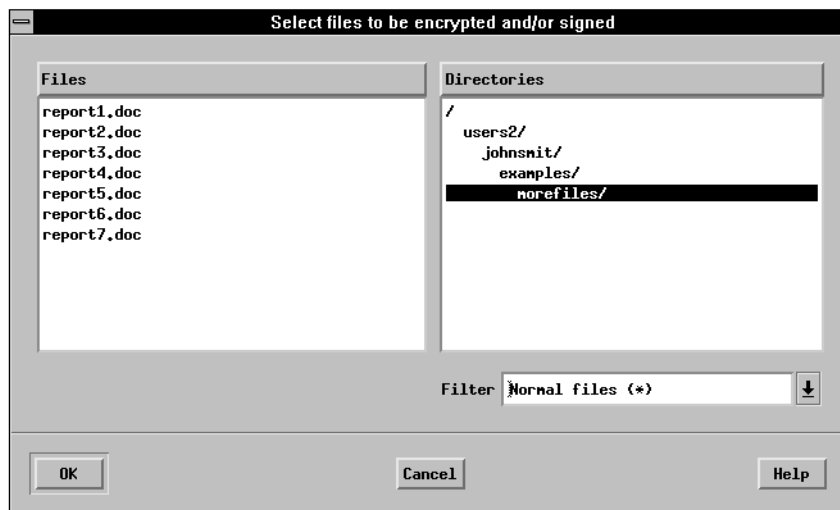 Select files to be encrypted and/or signed
Files
report1.doc
report2.doc
report3.doc
report4.doc
report5.doc
report6.doc
report7.doc
Directories
/
users2/
johnsmit/
examples/
morefiles/
Filter Normal files (*)
OK Cancel Help